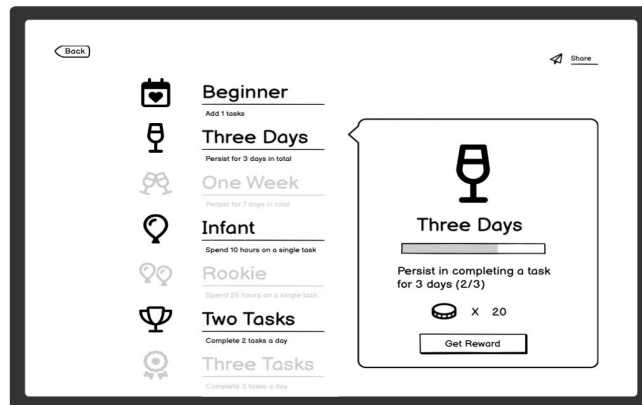 Back
Share
Beginner
Add 1 tasks
Three Days
Persist for 3 days in total
One Week
Persist for 7 days in total
Infant
Spend 10 hours on a single task
Rookie
Spend 25 hours on a single task
Two Tasks
Complete 2 tasks a day
Three Tasks
Complete 3 tasks a day
Three Days
Persist in completing a task
for 3 days (2/3)
X 20
Get Reward